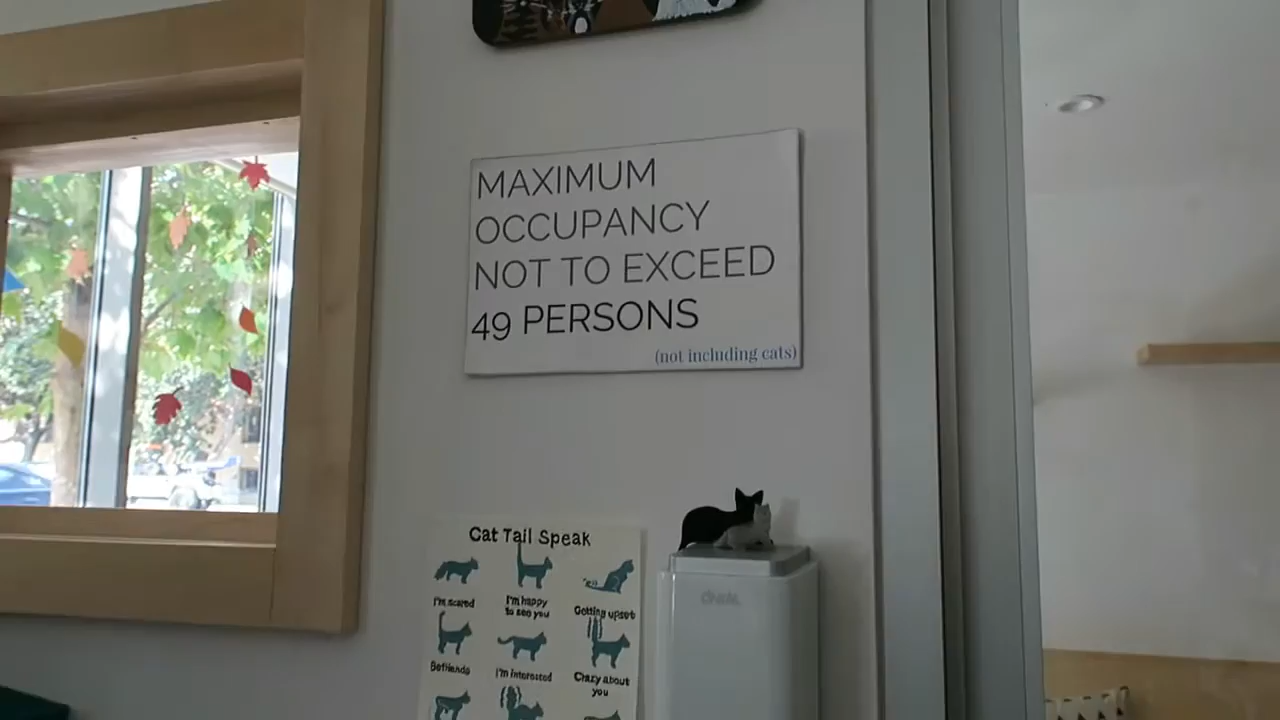 MAXIMUM
OCCUPANCY
NOT TO EXCEED
49 PERSONS
(not including cats)
Cat Tail Speak
I'm scared
I'm happy
to see you
Getting upset
Befriends
I'm interested
Crazy about
you